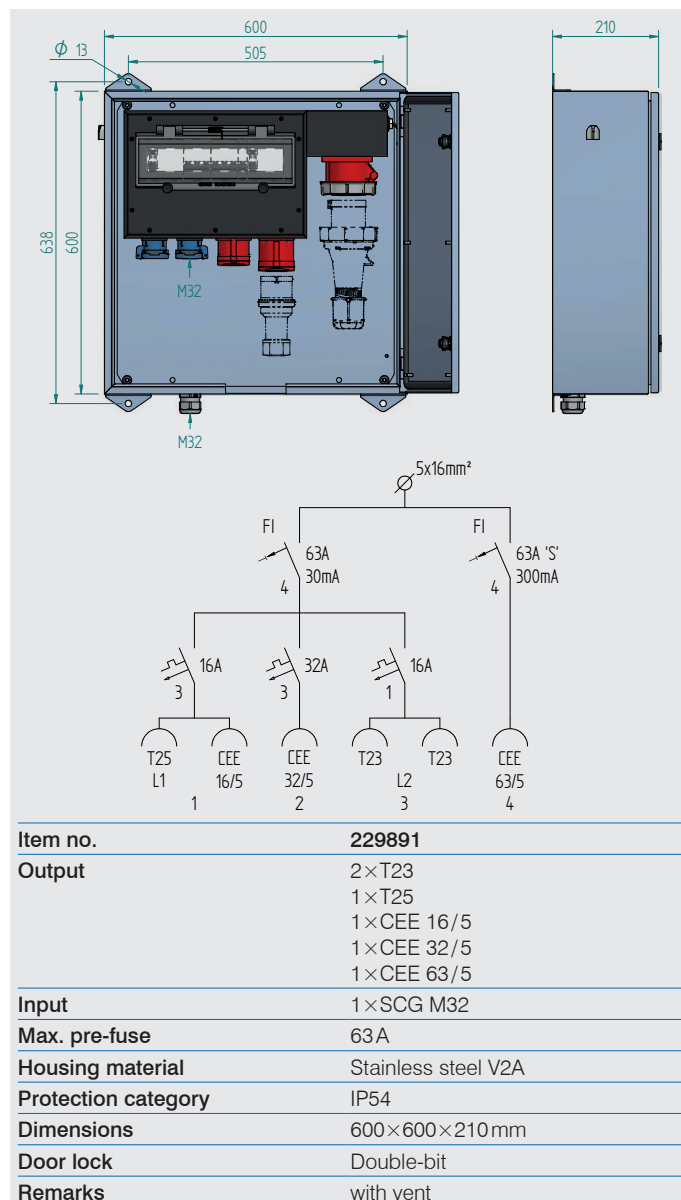 600
210
ϕ 13
505
638
600
M32
M32
5x16mm²
FI
FI
63A
63A 'S'
30mA
300mA
4
4
16A
32A
16A
3
3
1
T25
CEE
CEE
T23
T23
CEE
L1
16/5
32/5
L2
63/5
1
2
3
4
Item no. 229891
Output 2×T23
1×T25
1×CEE 16/5
1×CEE 32/5
1×CEE 63/5
Input 1×SCG M32
Max. pre-fuse 63A
Housing material Stainless steel V2A
Protection category IP54
Dimensions 600×600×210mm
Door lock Double-bit
Remarks with vent